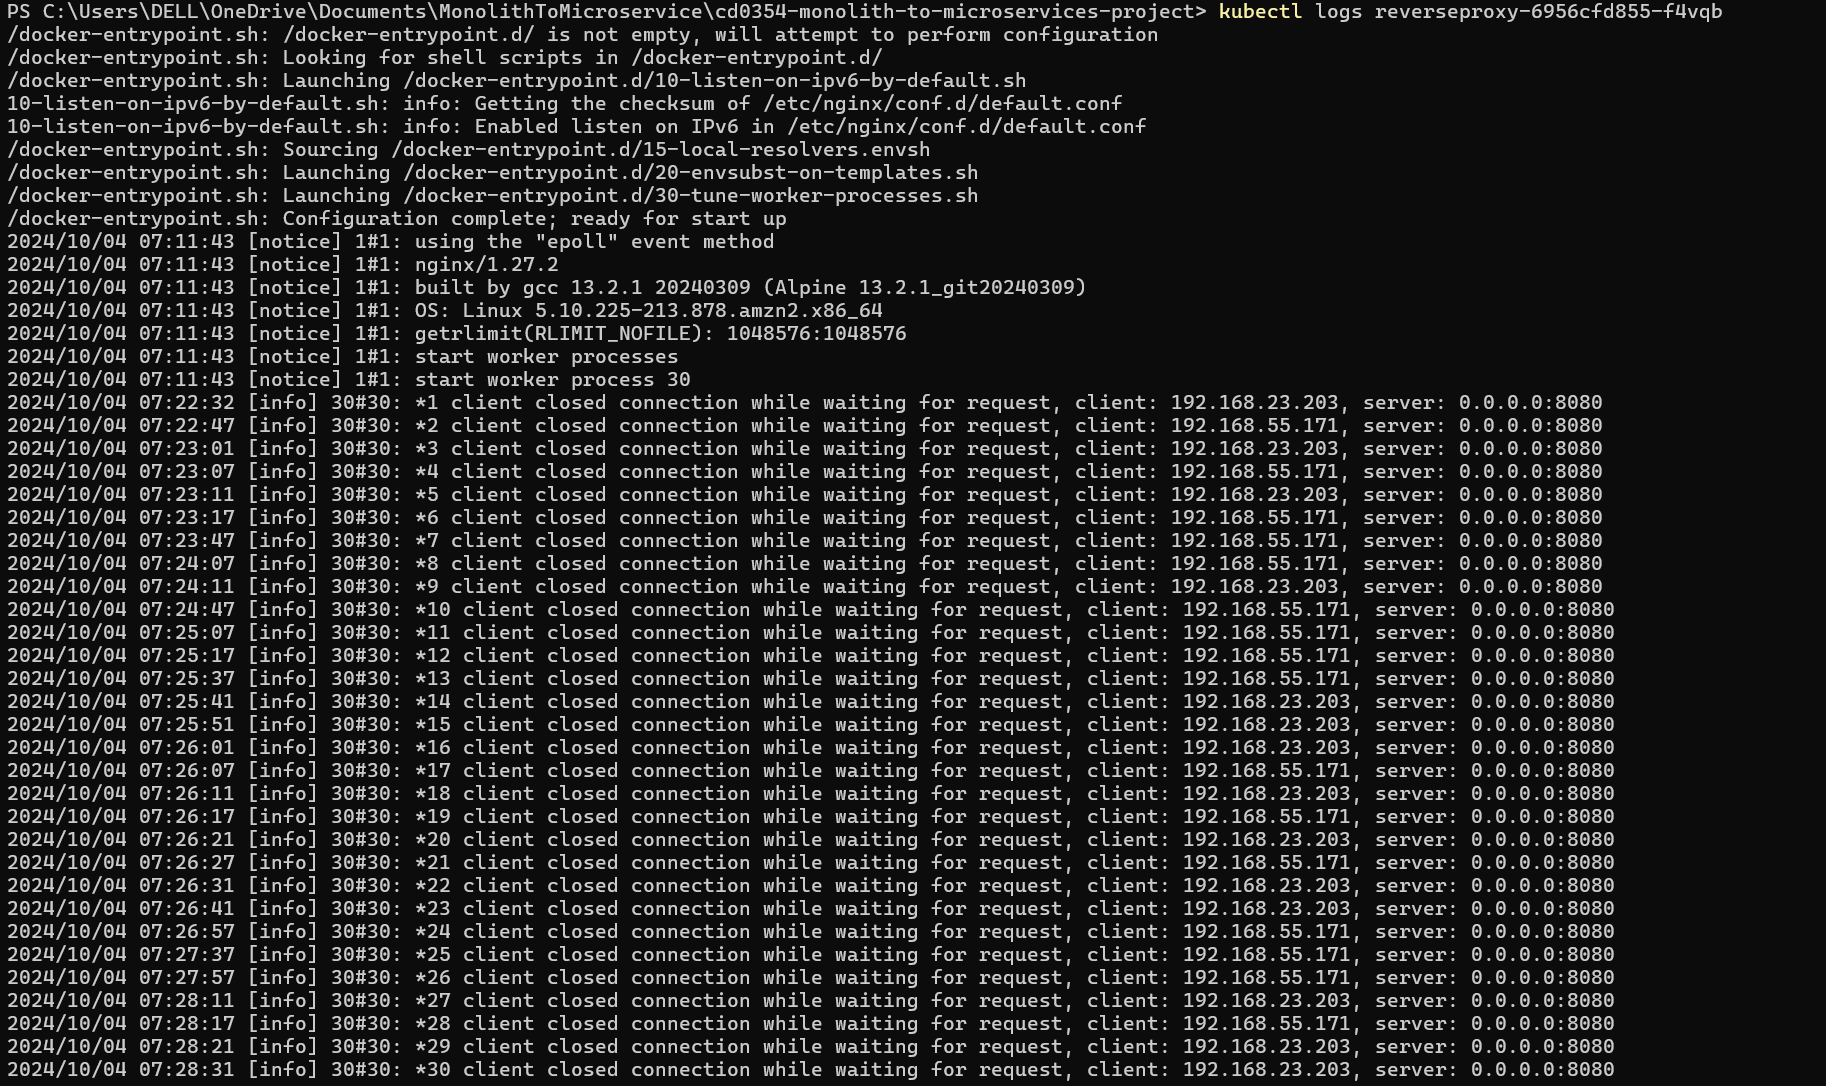 PS C:\Users\DELL\OneDrive\Documents\MonolithToMicroservice\cd0354-monolith-to-microservices-project> kubectl logs reverseproxy-6956cfd855-f4vqb
/docker-entrypoint.sh: /docker-entrypoint.d/ is not empty, will attempt to perform configuration
/docker-entrypoint.sh: Looking for shell scripts in /docker-entrypoint.d/
/docker-entrypoint.sh: Launching /docker-entrypoint.d/10-listen-on-ipv6-by-default.sh
10-listen-on-ipv6-by-default.sh: info: Getting the checksum of /etc/nginx/conf.d/default.conf
10-listen-on-ipv6-by-default.sh: info: Enabled listen on IPv6 in /etc/nginx/conf.d/default.conf
/docker-entrypoint.sh: Sourcing /docker-entrypoint.d/15-local-resolvers.envsh
/docker-entrypoint.sh: Launching /docker-entrypoint.d/20-envsubst-on-templates.sh
/docker-entrypoint.sh: Launching /docker-entrypoint.d/30-tune-worker-processes.sh
/docker-entrypoint.sh: Configuration complete; ready for start up
2024/10/04 07:11:43 [notice] 1#1: using the "epoll" event method
2024/10/04 07:11:43 [notice] 1#1: nginx/1.27.2
2024/10/04 07:11:43 [notice] 1#1: built by gcc 13.2.1 20240309 (Alpine 13.2.1_git20240309)
2024/10/04 07:11:43 [notice] 1#1: OS: Linux 5.10.225-213.878.amzn2.x86_64
2024/10/04 07:11:43 [notice] 1#1: getrlimit(RLIMIT_NOFILE): 1048576:1048576
2024/10/04 07:11:43 [notice] 1#1: start worker processes
2024/10/04 07:11:43 [notice] 1#1: start worker process 30
2024/10/04 07:22:32 [info] 30#30: *1 client closed connection while waiting for request, client: 192.168.23.203, server: 0.0.0.0:8080
2024/10/04 07:22:47 [info] 30#30: *2 client closed connection while waiting for request, client: 192.168.55.171, server: 0.0.0.0:8080
2024/10/04 07:23:01 [info] 30#30: *3 client closed connection while waiting for request, client: 192.168.23.203, server: 0.0.0.0:8080
2024/10/04 07:23:07 [info] 30#30: *4 client closed connection while waiting for request, client: 192.168.55.171, server: 0.0.0.0:8080
2024/10/04 07:23:11 [info] 30#30: *5 client closed connection while waiting for request, client: 192.168.23.203, server: 0.0.0.0:8080
2024/10/04 07:23:17 [info] 30#30: *6 client closed connection while waiting for request, client: 192.168.55.171, server: 0.0.0.0:8080
2024/10/04 07:23:47 [info] 30#30: *7 client closed connection while waiting for request, client: 192.168.55.171, server: 0.0.0.0:8080
2024/10/04 07:24:07 [info] 30#30: *8 client closed connection while waiting for request, client: 192.168.55.171, server: 0.0.0.0:8080
2024/10/04 07:24:11 [info] 30#30: *9 client closed connection while waiting for request, client: 192.168.23.203, server: 0.0.0.0:8080
2024/10/04 07:24:47 [info] 30#30: *10 client closed connection while waiting for request, client: 192.168.55.171, server: 0.0.0.0:8080
2024/10/04 07:25:07 [info] 30#30: *11 client closed connection while waiting for request, client: 192.168.55.171, server: 0.0.0.0:8080
2024/10/04 07:25:17 [info] 30#30: *12 client closed connection while waiting for request, client: 192.168.55.171, server: 0.0.0.0:8080
2024/10/04 07:25:37 [info] 30#30: *13 client closed connection while waiting for request, client: 192.168.55.171, server: 0.0.0.0:8080
2024/10/04 07:25:41 [info] 30#30: *14 client closed connection while waiting for request, client: 192.168.23.203, server: 0.0.0.0:8080
2024/10/04 07:25:51 [info] 30#30: *15 client closed connection while waiting for request, client: 192.168.23.203, server: 0.0.0.0:8080
2024/10/04 07:26:01 [info] 30#30: *16 client closed connection while waiting for request, client: 192.168.23.203, server: 0.0.0.0:8080
2024/10/04 07:26:07 [info] 30#30: *17 client closed connection while waiting for request, client: 192.168.55.171, server: 0.0.0.0:8080
2024/10/04 07:26:11 [info] 30#30: *18 client closed connection while waiting for request, client: 192.168.23.203, server: 0.0.0.0:8080
2024/10/04 07:26:17 [info] 30#30: *19 client closed connection while waiting for request, client: 192.168.55.171, server: 0.0.0.0:8080
2024/10/04 07:26:21 [info] 30#30: *20 client closed connection while waiting for request, client: 192.168.23.203, server: 0.0.0.0:8080
2024/10/04 07:26:27 [info] 30#30: *21 client closed connection while waiting for request, client: 192.168.55.171, server: 0.0.0.0:8080
2024/10/04 07:26:31 [info] 30#30: *22 client closed connection while waiting for request, client: 192.168.23.203, server: 0.0.0.0:8080
2024/10/04 07:26:41 [info] 30#30: *23 client closed connection while waiting for request, client: 192.168.23.203, server: 0.0.0.0:8080
2024/10/04 07:26:57 [info] 30#30: *24 client closed connection while waiting for request, client: 192.168.55.171, server: 0.0.0.0:8080
2024/10/04 07:27:37 [info] 30#30: *25 client closed connection while waiting for request, client: 192.168.55.171, server: 0.0.0.0:8080
2024/10/04 07:27:57 [info] 30#30: *26 client closed connection while waiting for request, client: 192.168.55.171, server: 0.0.0.0:8080
2024/10/04 07:28:11 [info] 30#30: *27 client closed connection while waiting for request, client: 192.168.23.203, server: 0.0.0.0:8080
2024/10/04 07:28:17 [info] 30#30: *28 client closed connection while waiting for request, client: 192.168.55.171, server: 0.0.0.0:8080
2024/10/04 07:28:21 [info] 30#30: *29 client closed connection while waiting for request, client: 192.168.23.203, server: 0.0.0.0:8080
2024/10/04 07:28:31 [info] 30#30: *30 client closed connection while waiting for request, client: 192.168.23.203, server: 0.0.0.0:8080